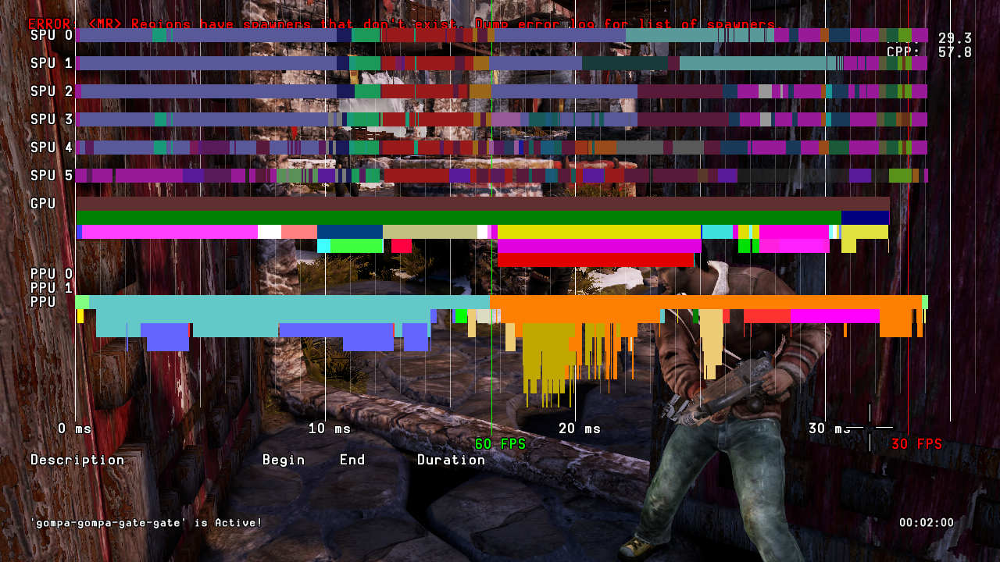 ERROR: <MR> Regions have spawners that don't exist. Dump error log for list of spawners.
SPU 0
29.3
CPP: 57.8
SPU 1
SPU 2
SPU 3
SPU 4
SPU 5
GPU
PPU 0
PPU 1
PPU
0 ms 10 ms 20 ms 30 ms
60 FPS 30 FPS
Description Begin End Duration
'gompa-gompa-gate-gate' is Active! 00:02:00